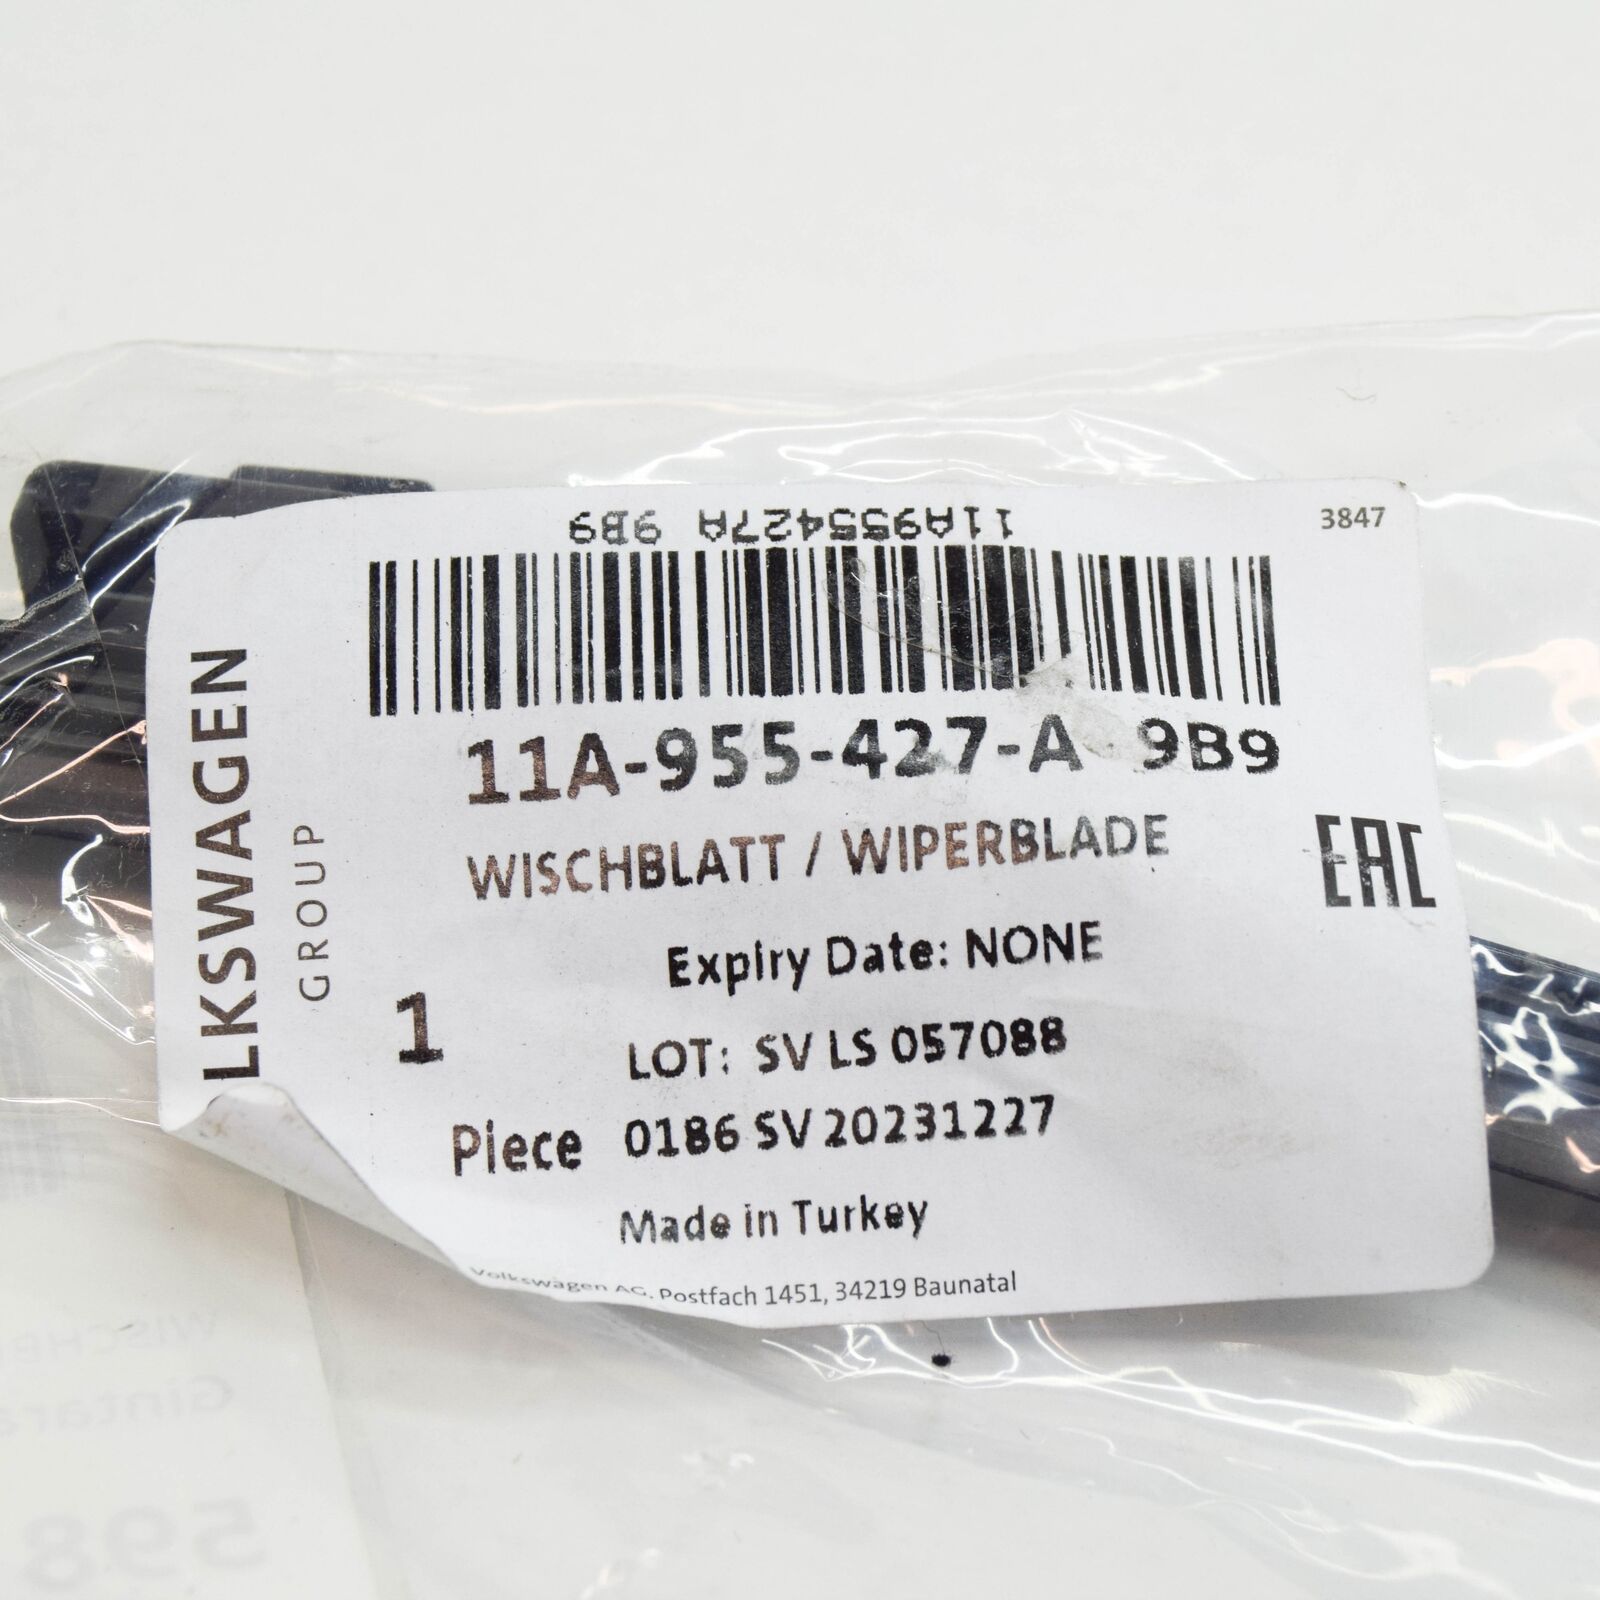 11A955427A 9B9
3847
11A-955-427-A 9B9
WISCHBLATT / WIPERBLADE
EAC
Expiry Date: NONE
1
LOT: SV LS 057088
Piece 0186 SV 20231227
Made in Turkey
Volkswagen AG, Postfach 1451, 34219 Baunatal
LKSWAGEN
GROUP
598